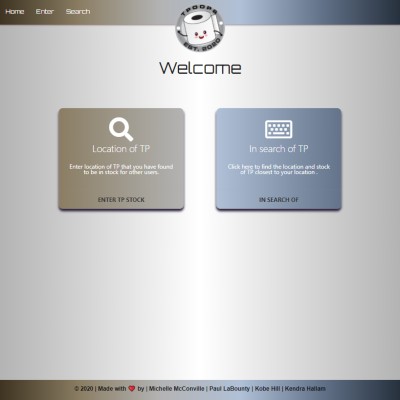 Home Enter Search
TPOOPS
EST. 2020
Welcome
Location of TP
Enter location of TP that you have found
to be in stock for other users.
ENTER TP STOCK
In search of TP
Click here to find the location and stock
of TP closest to your location .
IN SEARCH OF
© 2020 | Made with ❤️ by | Michelle McConville | Paul LaBounty | Kobe Hill | Kendra Hallam